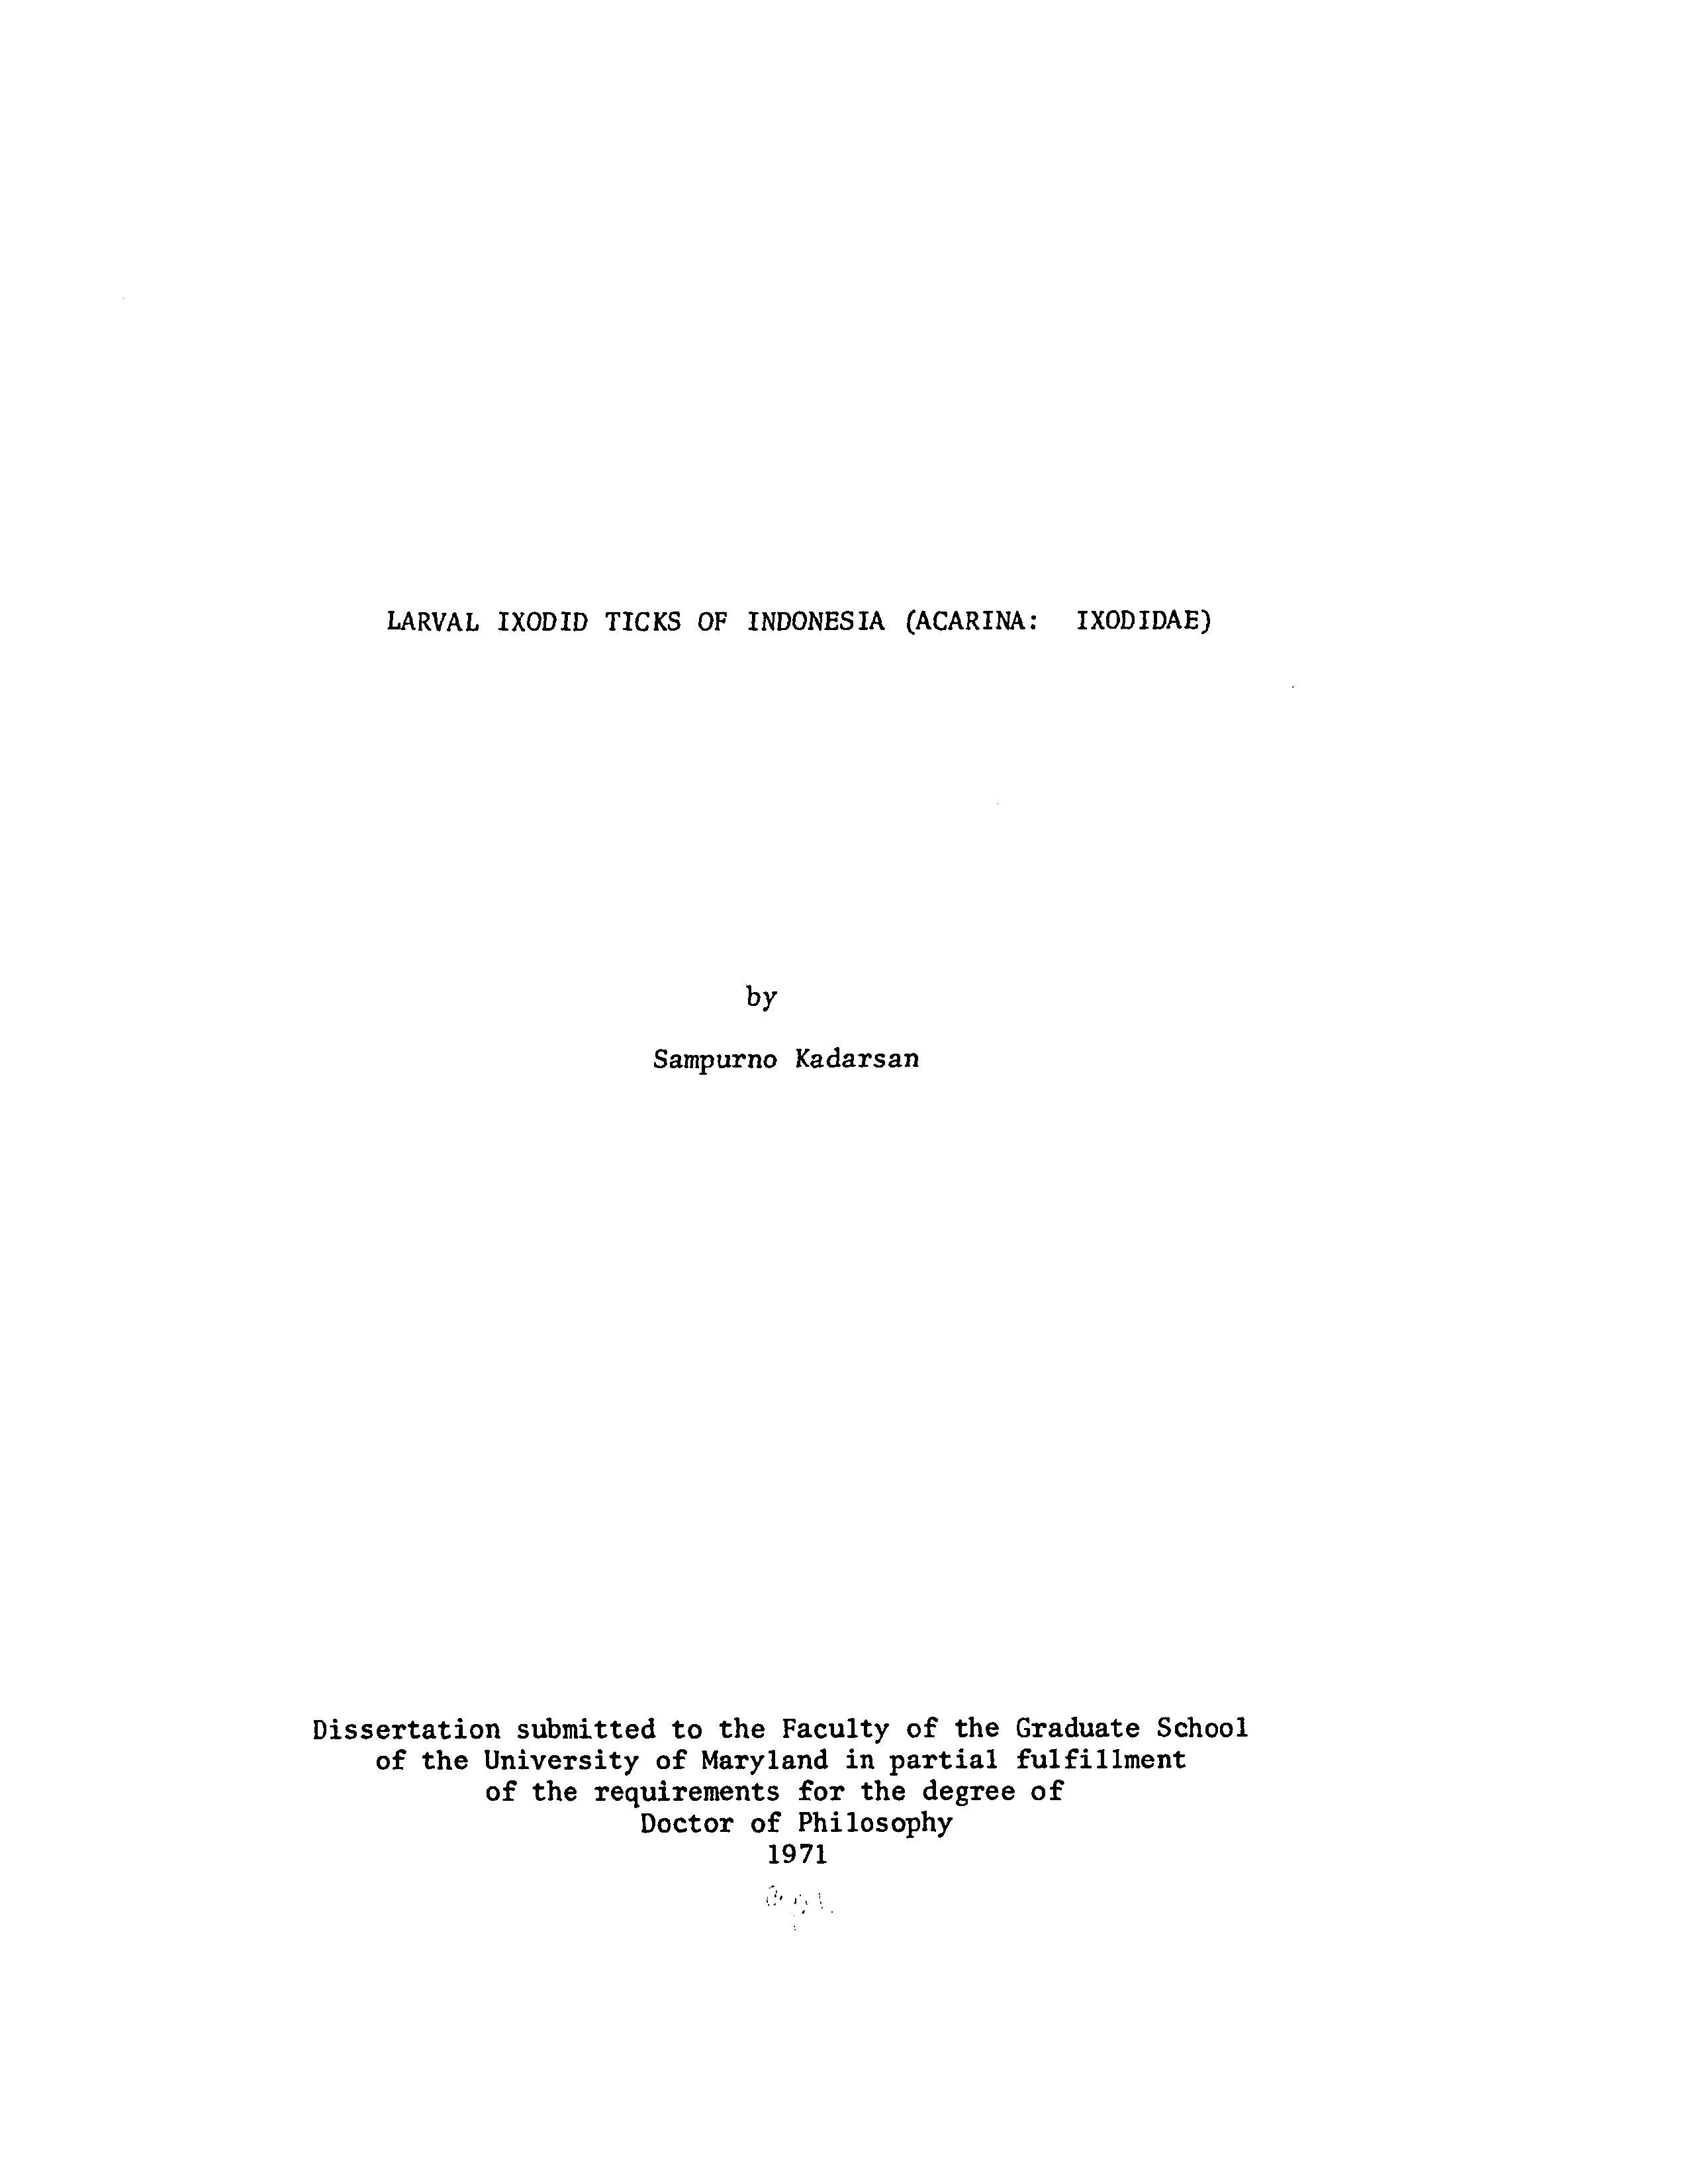 LARVAL IXODID TICKS OF INDONESIA (ACARINA: IXODIDAE)
by
Sampurno Kadarsan
Dissertation submitted to the Faculty of the Graduate School
of the University of Maryland in partial fulfillment
of the requirements for the degree of
Doctor of Philosophy
1971